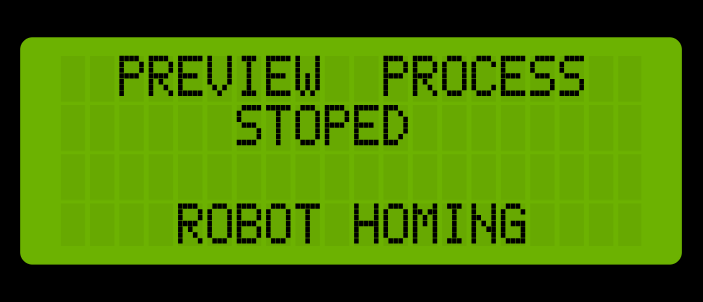 PREVIEW PROCESS
STOPED
ROBOT HOMING